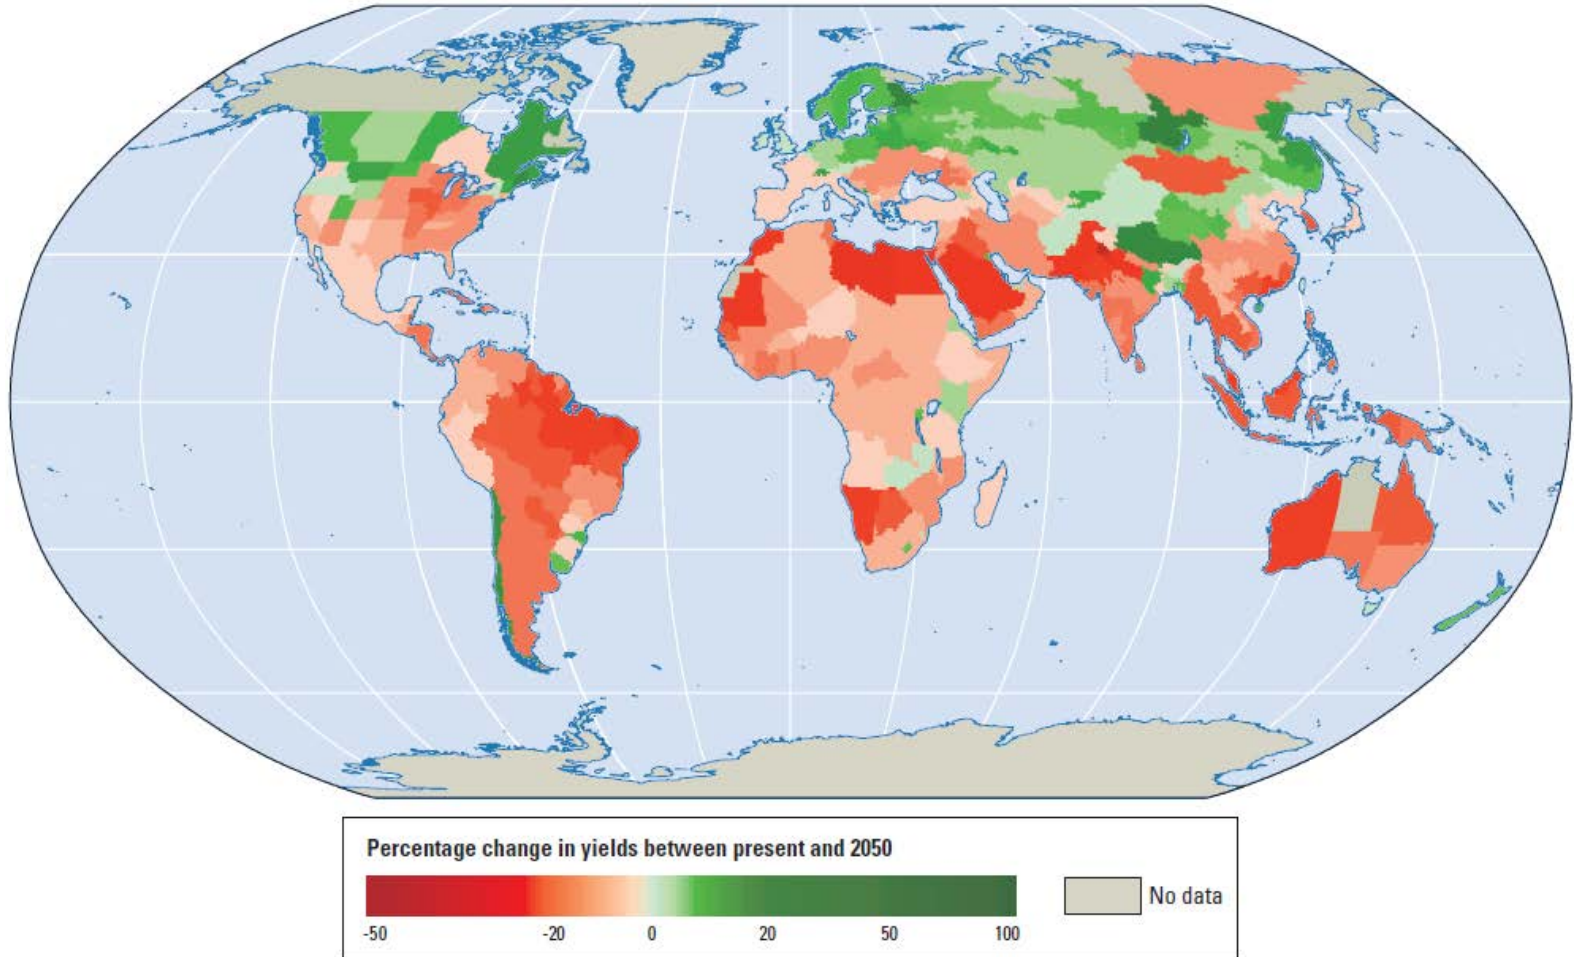 Percentage change in yields between present and 2050
No data
-50 -20 0 20 50 100